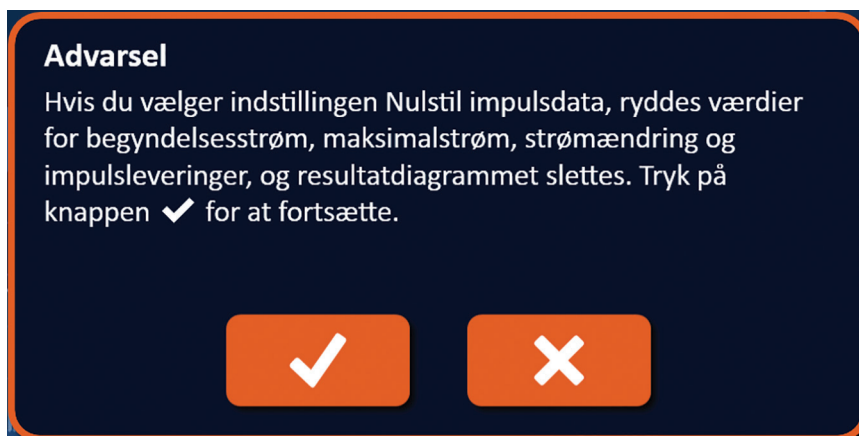 Advarsel
Hvis du vælger indstillingen Nulstil impulsdata, ryddes værdier
for begyndelsesstrøm, maksimalstrøm, strømændring og
impulsleveringer, og resultatdiagrammet slettes. Tryk på
knappen ✔ for at fortsætte.